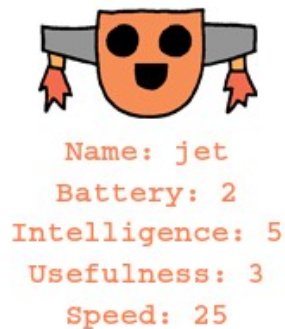 Name: jet
Battery: 2
Intelligence: 5
Usefulness: 3
Speed: 25